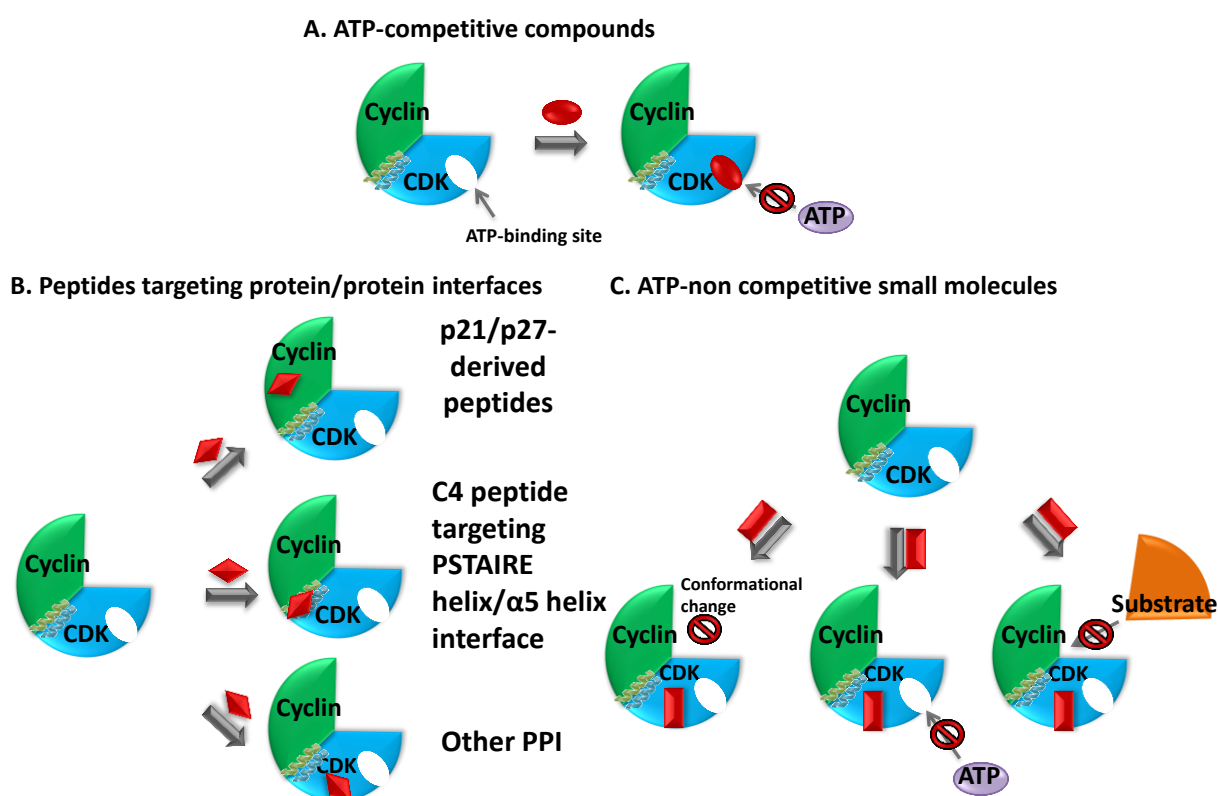 A. ATP-competitive compounds
Cyclin
CDK
ATP-binding site
Cyclin
CDK
ATP
B. Peptides targeting protein/protein interfaces
Cyclin
CDK
Cyclin
CDK
p21/p27-
derived
peptides
Cyclin
CDK
C4 peptide
targeting
PSTAIRE
helix/α5 helix
interface
Cyclin
CDK
Other PPI
C. ATP-non competitive small molecules
Cyclin
CDK
Conformational
change
Cyclin
CDK
Cyclin
CDK
ATP
Substrate
Cyclin
CDK